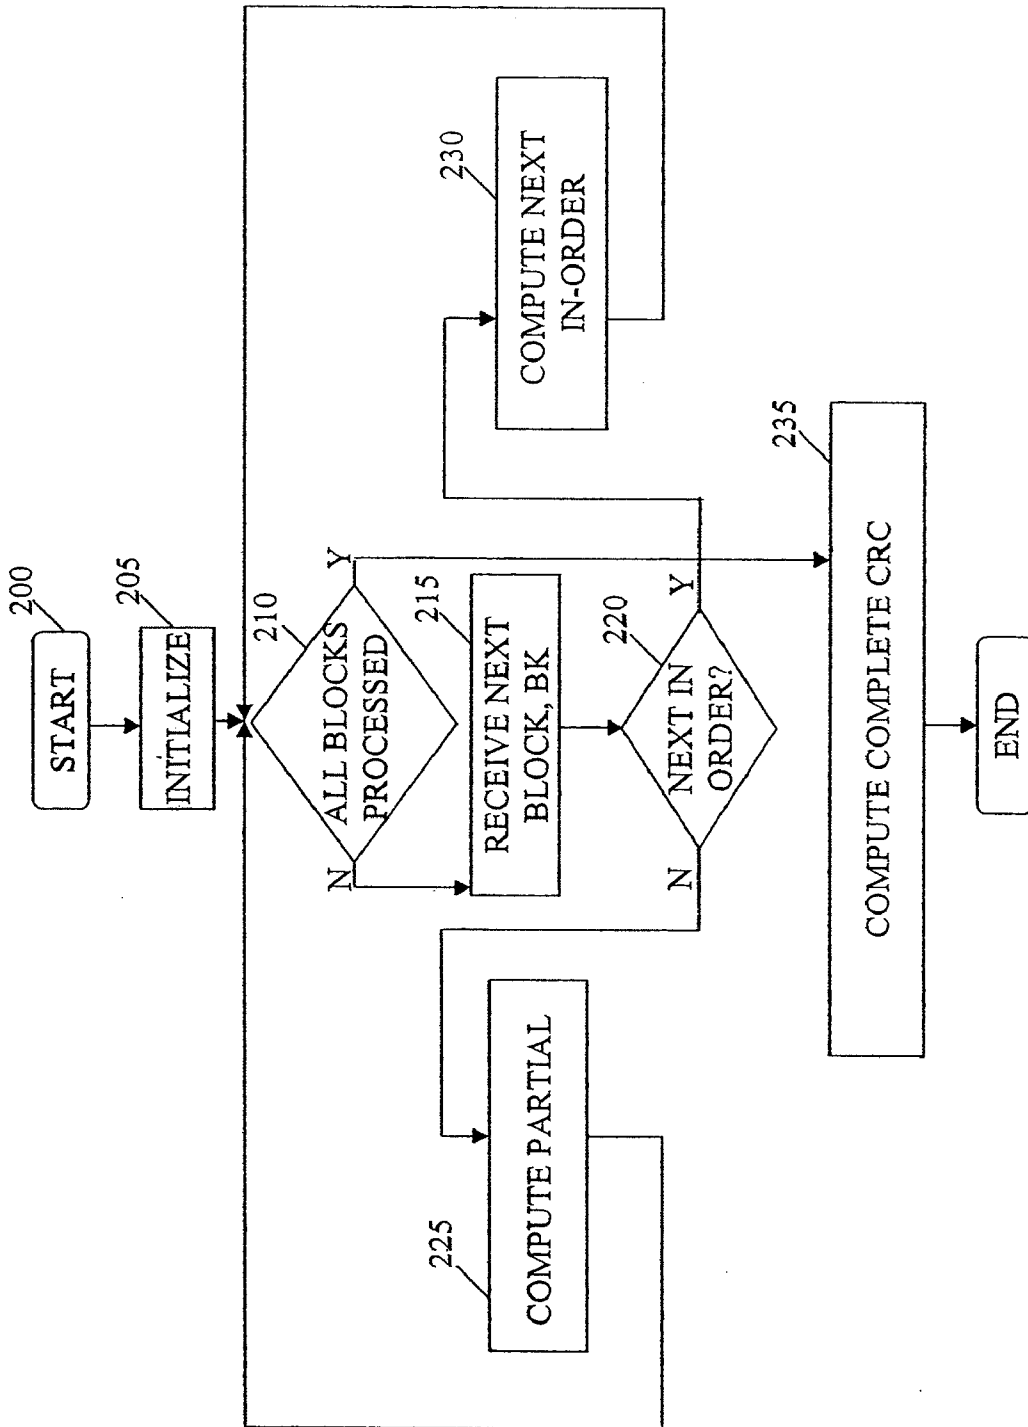 START
200
INITIALIZE
205
ALL BLOCKS
PROCESSED
210
N
Y
RECEIVE NEXT
BLOCK, BK
215
NEXT IN
ORDER?
220
N
Y
COMPUTE PARTIAL
225
COMPUTE NEXT
IN-ORDER
230
COMPUTE COMPLETE CRC
235
END